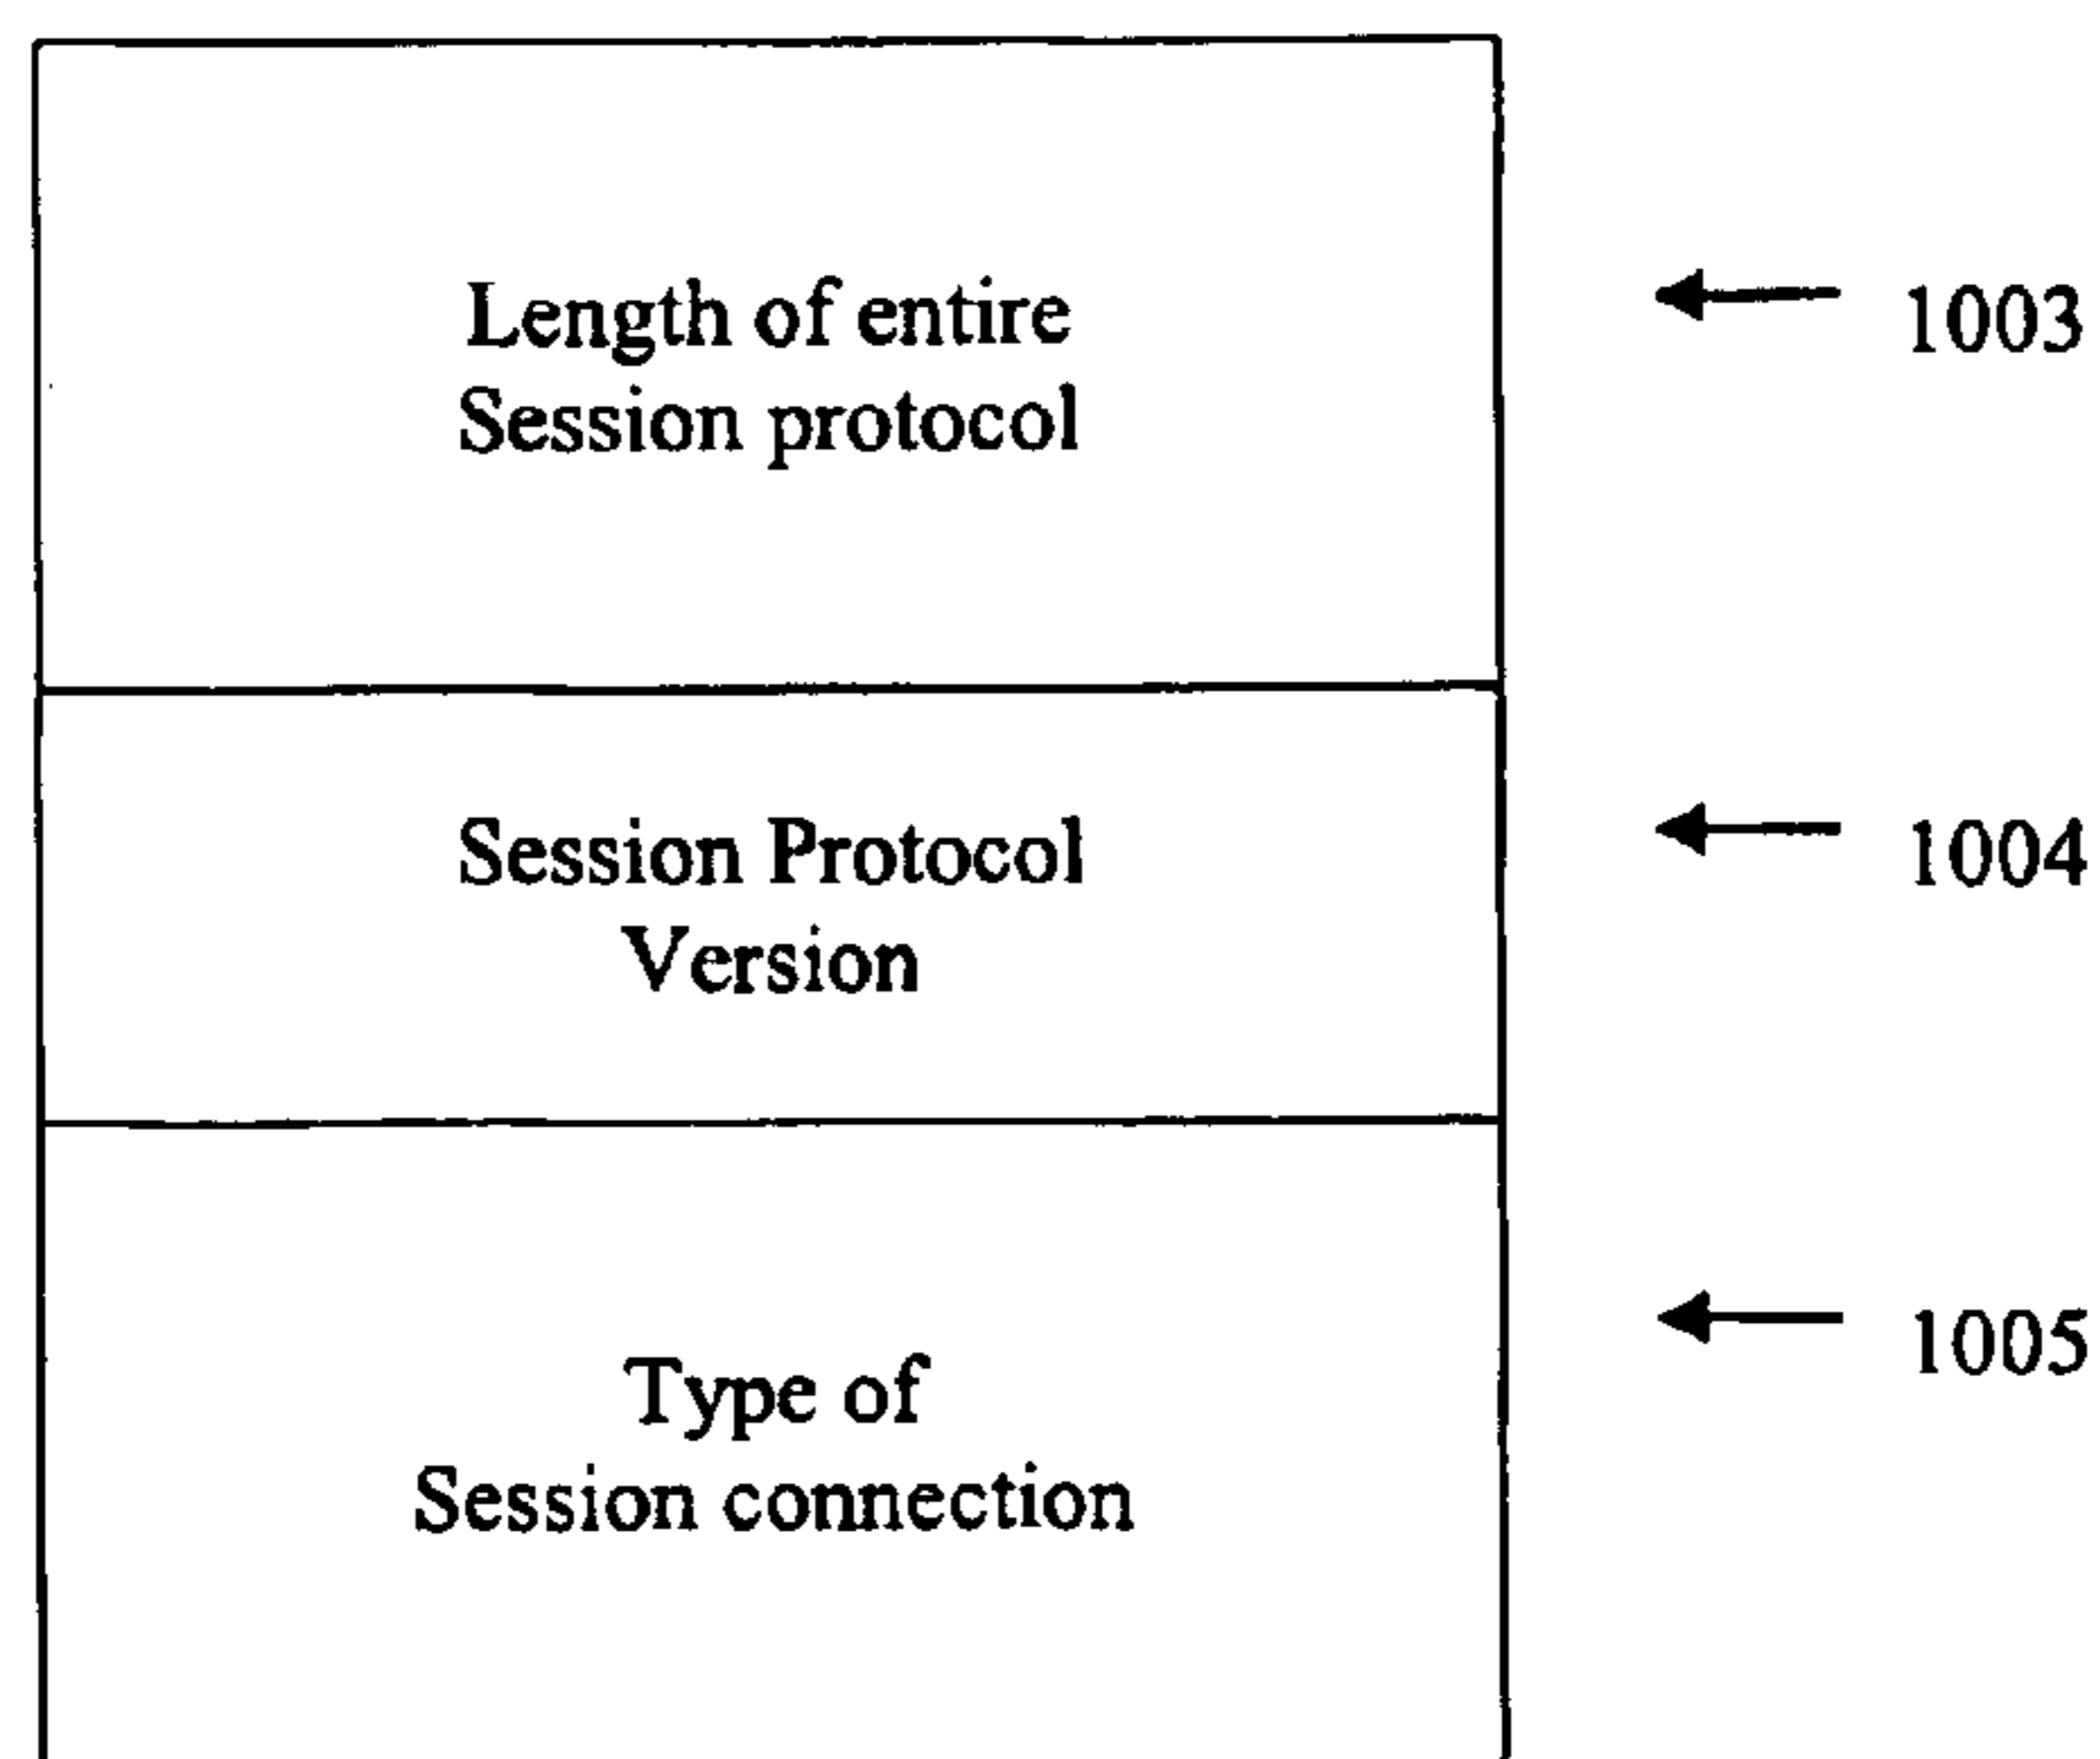 Length of entire
Session protocol
1003
Session Protocol
Version
1004
Type of
Session connection
1005